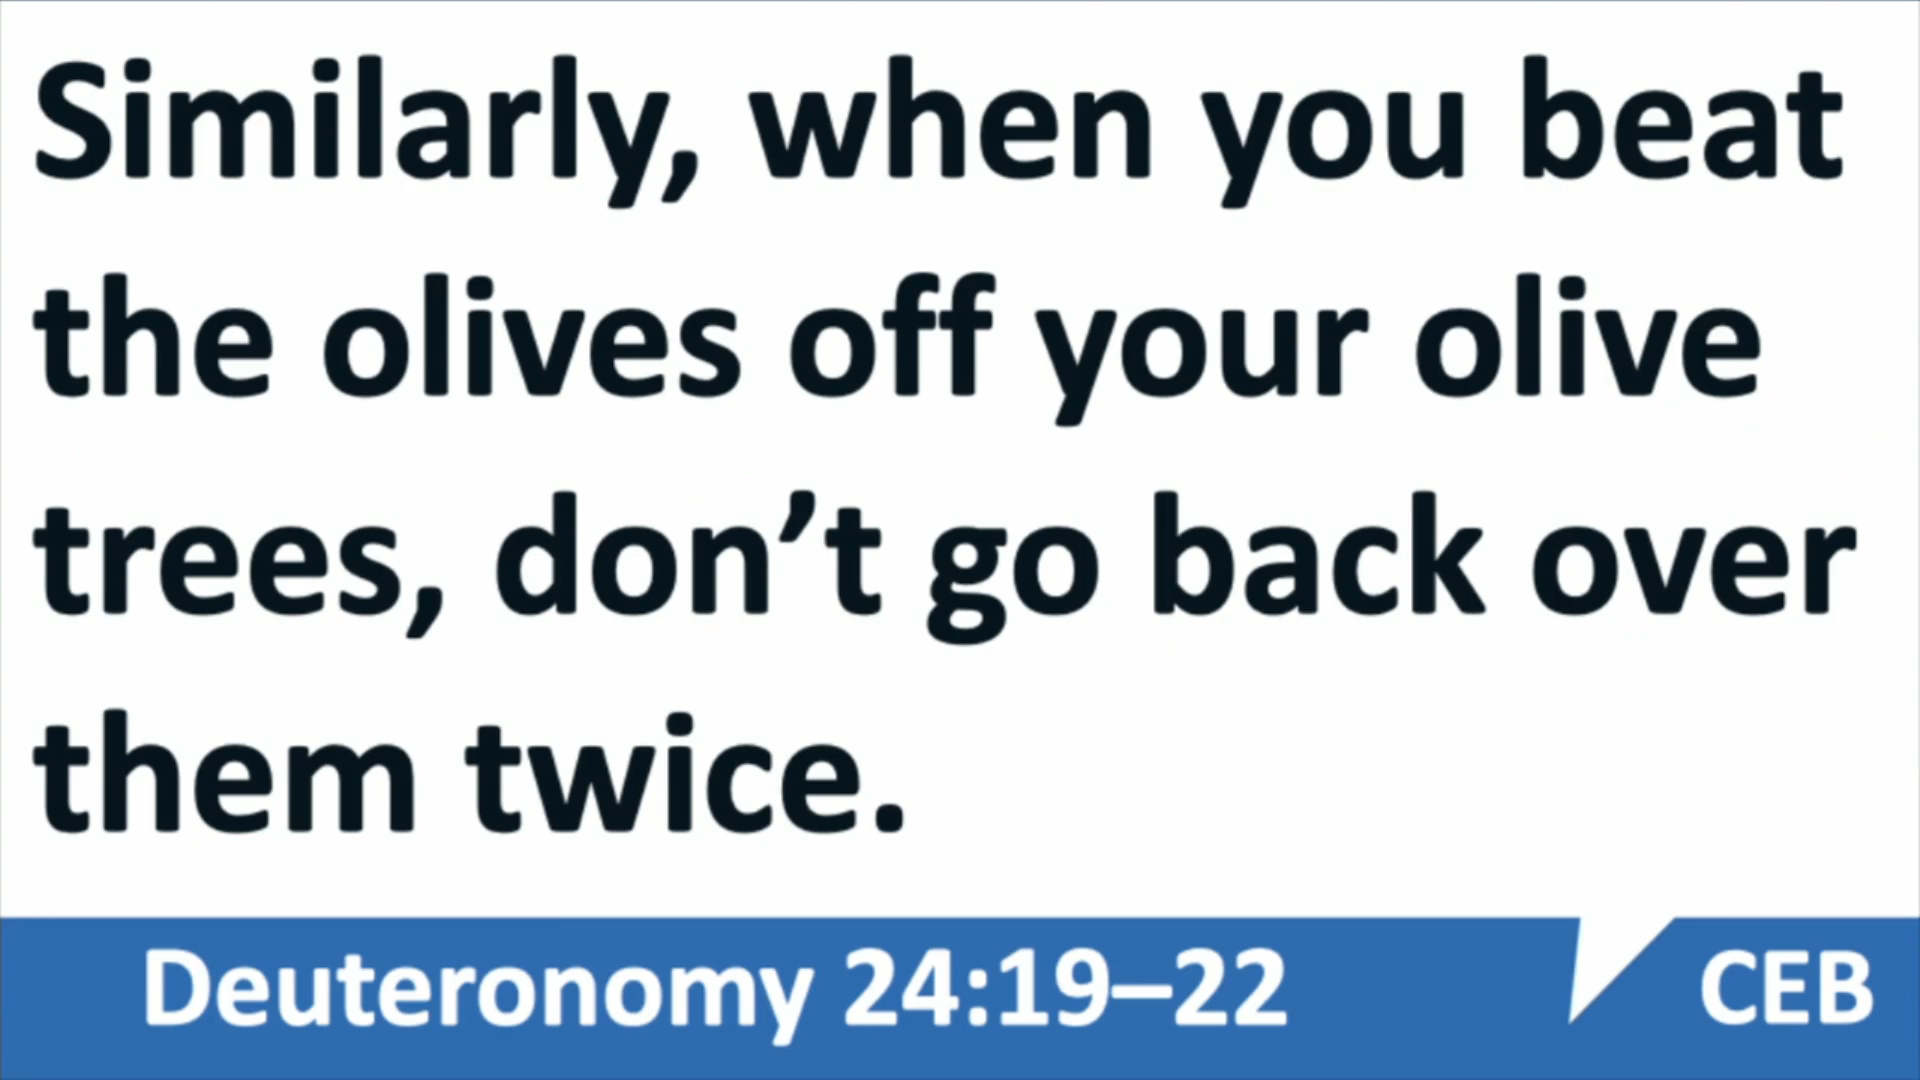 Similarly, when you beat
the olives off your olive
trees, don’t go back over
them twice.
Deuteronomy 24:19–22
CEB